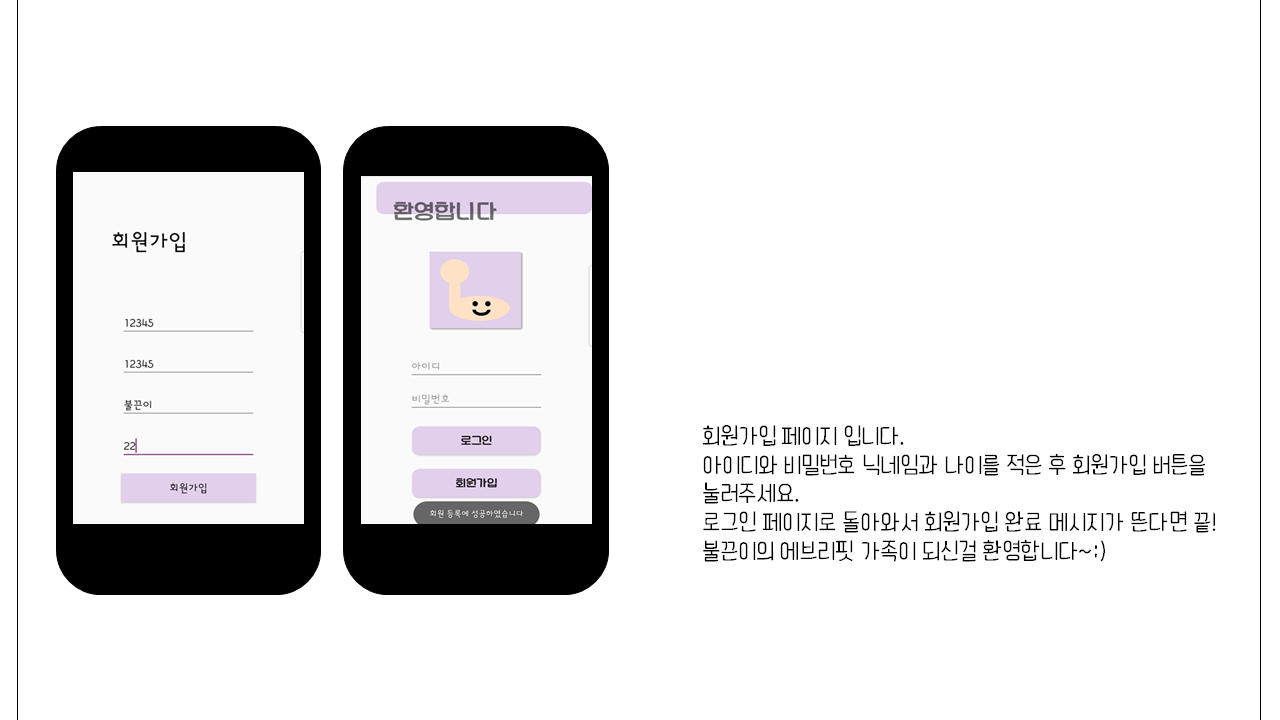 회원가입
12345
12345
불끈이
22
회원가입
환영합니다
아이디
비밀번호
로그인
회원가입
회원 등록에 성공하였습니다
회원가입 페이지 입니다.
아이디와 비밀번호 닉네임과 나이를 적은 후 회원가입 버튼을
눌러주세요.
로그인 페이지로 돌아와서 회원가입 완료 메시지가 뜬다면 끝!
불끈이의 에브리핏 가족이 되신걸 환영합니다~:)